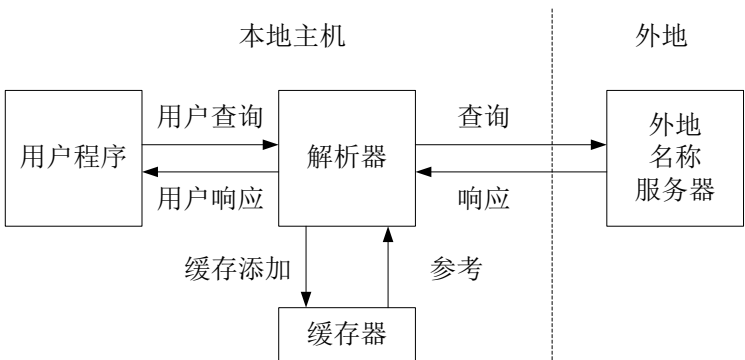 本地主机
外地
用户查询
查询
用户程序
解析器
外地
名称
服务器
用户响应
响应
缓存添加
参考
缓存器